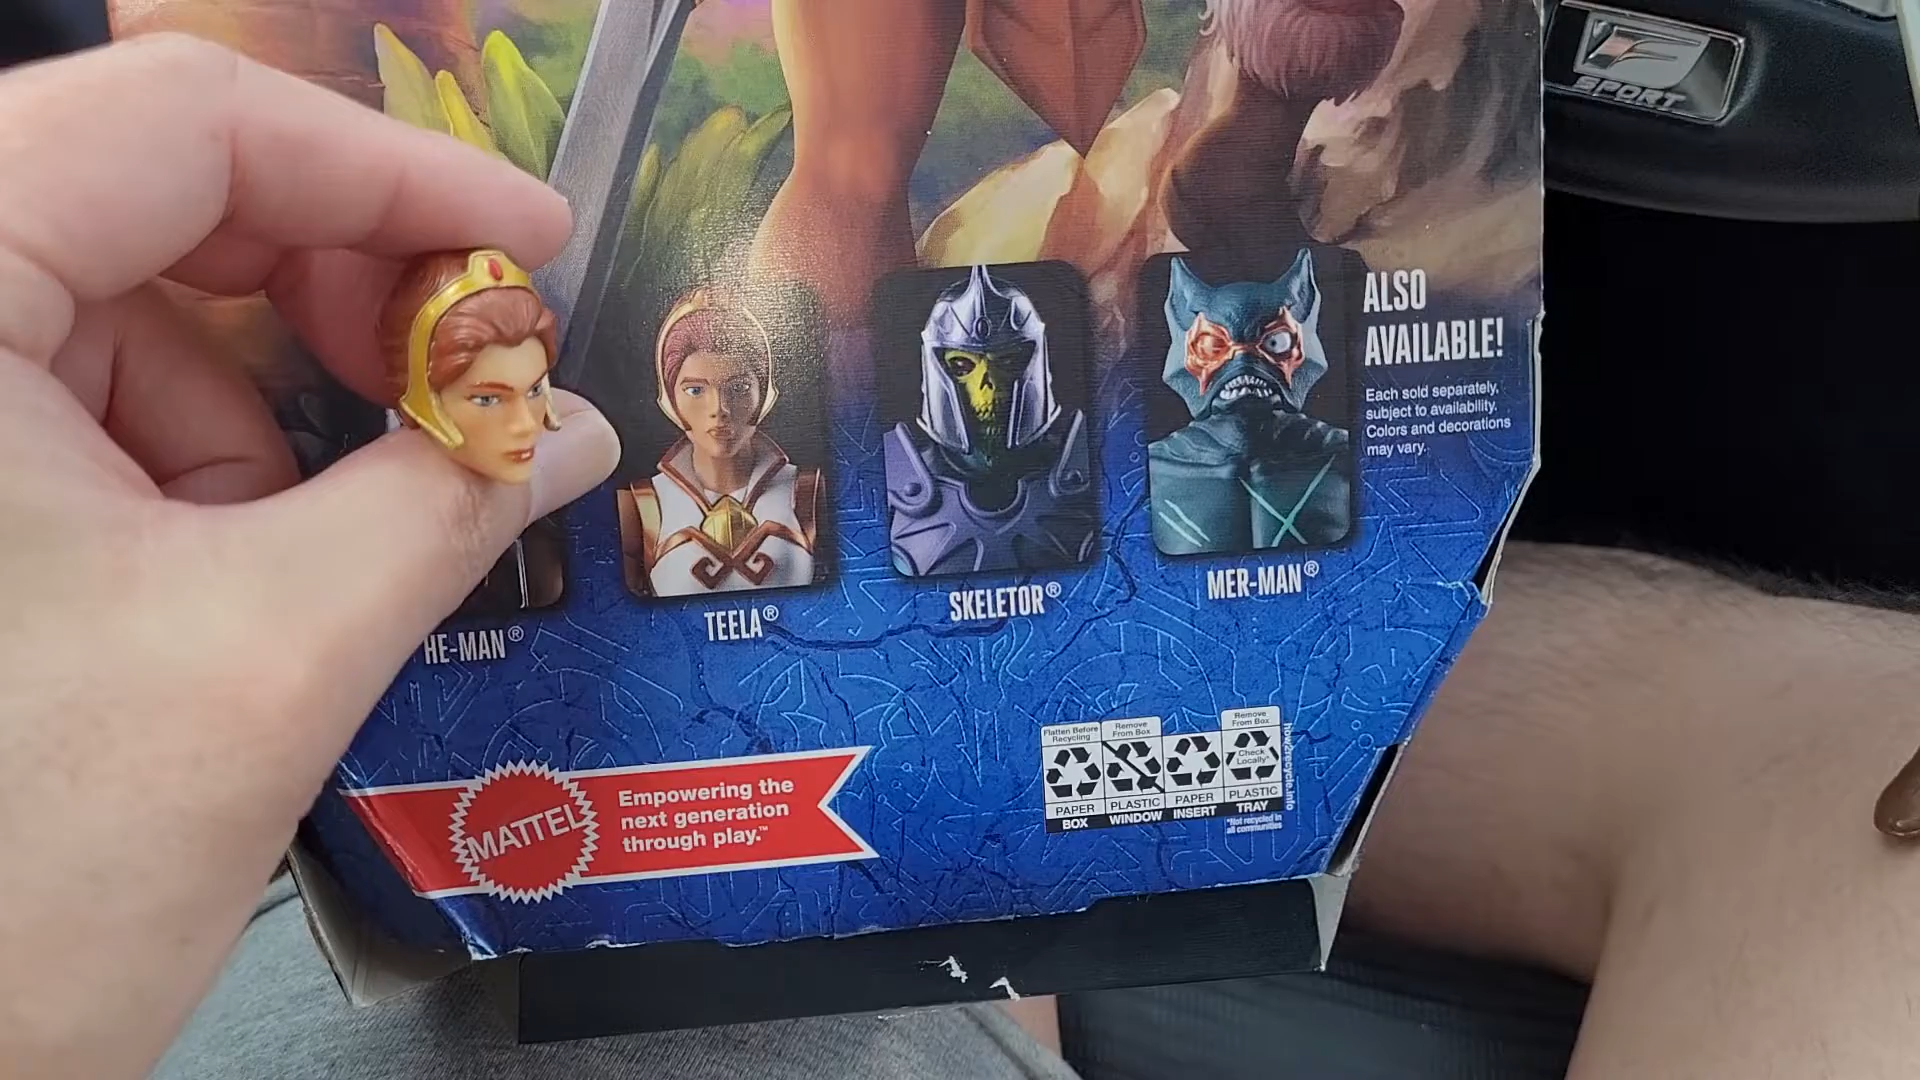 F
SPORT
ALSO
AVAILABLE!
Each sold separately,
subject to availability.
Colors and decorations
may vary.
HE-MAN®
TEELA®
SKELETOR®
MER-MAN®
MATTEL
Empowering the
next generation
through play.™
Flatten Before
Recycling
PAPER
BOX
Remove
From Box
PLASTIC
WINDOW
PAPER
INSERT
Remove
From Box
Check
Locally*
PLASTIC
TRAY
*Not recycled in
all communities
how2recycle.info